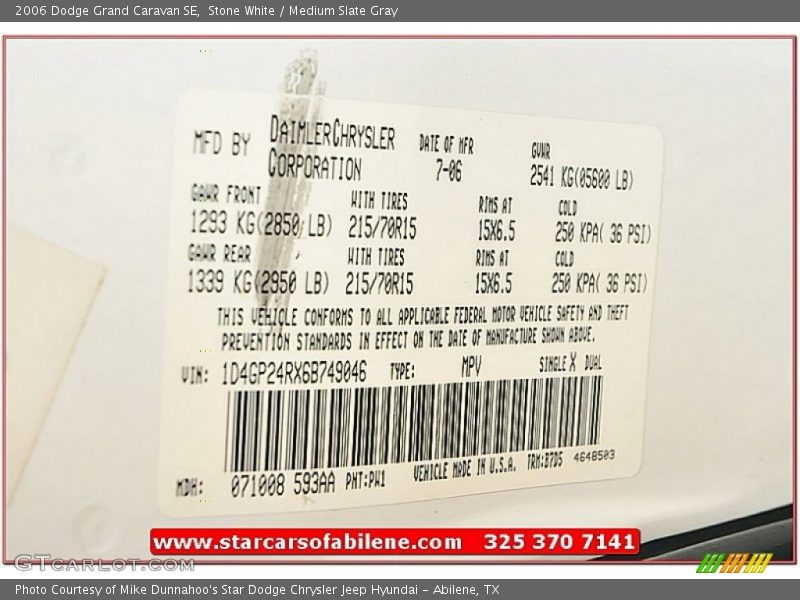 2006 Dodge Grand Caravan SE,  Stone White / Medium Slate Gray
MFD BY DAIMLERCHRYSLER CORPORATION DATE OF MFR 7-06 GVWR 2541 KG(05600 LB)
GAWR FRONT WITH TIRES RIMS AT COLD
1293 KG(2850 LB) 215/70R15 15X6.5 250 KPA( 36 PSI)
GAWR REAR WITH TIRES RIMS AT COLD
1339 KG(2950 LB) 215/70R15 15X6.5 250 KPA( 36 PSI)
THIS VEHICLE CONFORMS TO ALL APPLICABLE FEDERAL MOTOR VEHICLE SAFETY AND THEFT
PREVENTION STANDARDS IN EFFECT ON THE DATE OF MANUFACTURE SHOWN ABOVE.
VIN: 1D4GP24RX6B749046 TYPE: MPV SINGLE X DUAL
MDH: 071008 593AA PNT:PW1 VEHICLE MADE IN U.S.A. TRM:B7D5 4648503
www.starcarsofabilene.com 325 370 7141
GTCARLOT.COM
Photo Courtesy of Mike Dunnahoo's Star Dodge Chrysler Jeep Hyundai - Abilene, TX